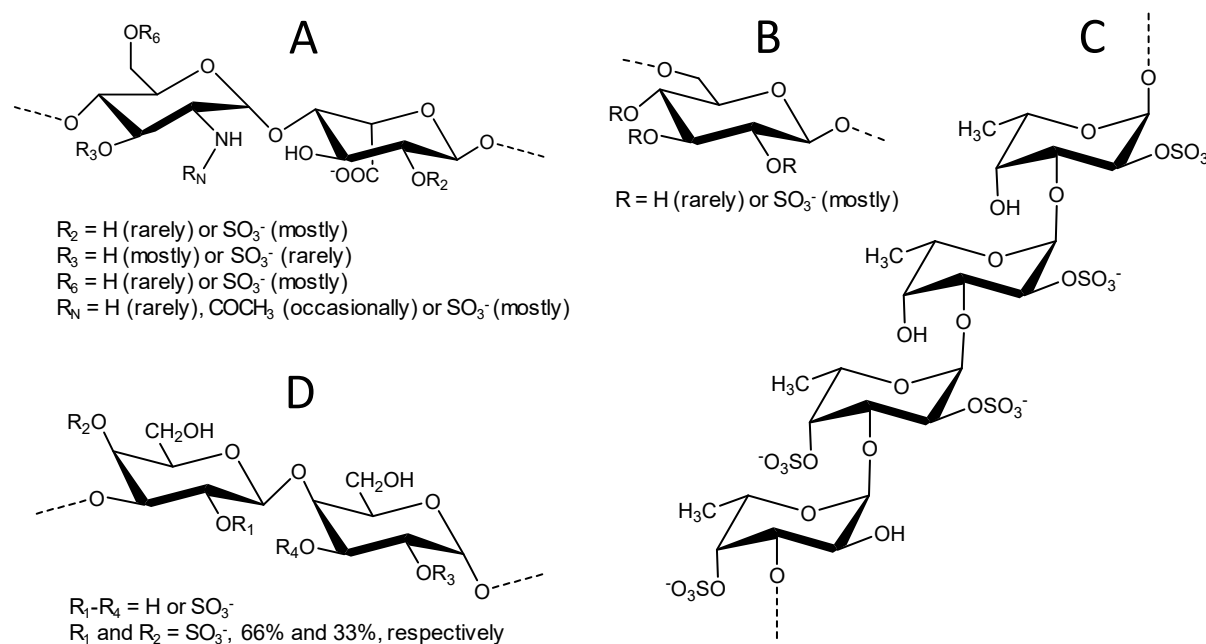 A
OR6
O
O
R3O
NH
RN
O
HO
-OOC
O
OR2
O
R2 = H (rarely) or SO3- (mostly)
R3 = H (mostly) or SO3- (rarely)
R6 = H (rarely) or SO3- (mostly)
RN = H (rarely), COCH3 (occasionally) or SO3- (mostly)
B
O
RO
RO
O
OR
O
R = H (rarely) or SO3- (mostly)
C
O
H3C
O
OSO3-
OH
O
H3C
O
OSO3-
OH
O
H3C
O
OSO3-
-O3SO
O
H3C
O
OH
-O3SO
O
D
R2O
CH2OH
O
O
OR1
O
CH2OH
O
R4O
OR3
O
R1-R4 = H or SO3-
R1 and R2 = SO3-, 66% and 33%, respectively